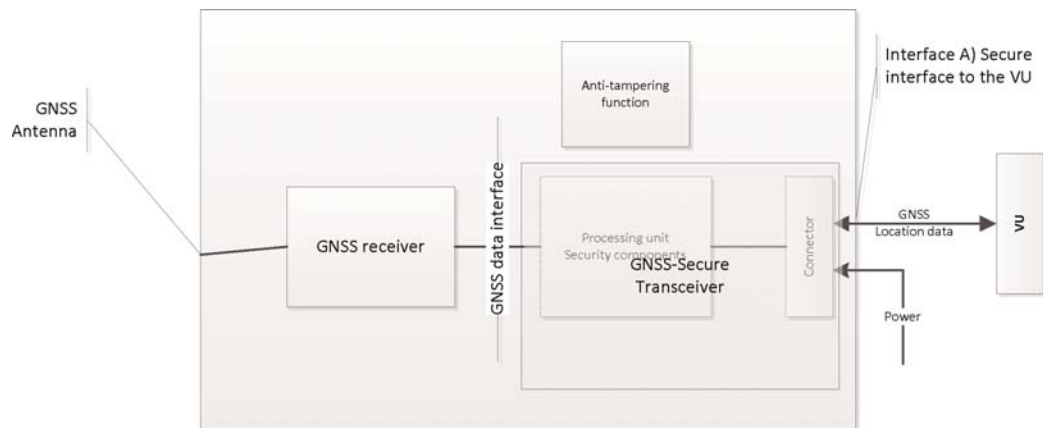 Anti-tampering
function
Interface A) Secure
interface to the VU
GNSS
Antenna
GNSS receiver
GNSS data interface
Processing unit
Security components
GNSS-Secure
Transceiver
Connector
GNSS
Location data
VU
Power